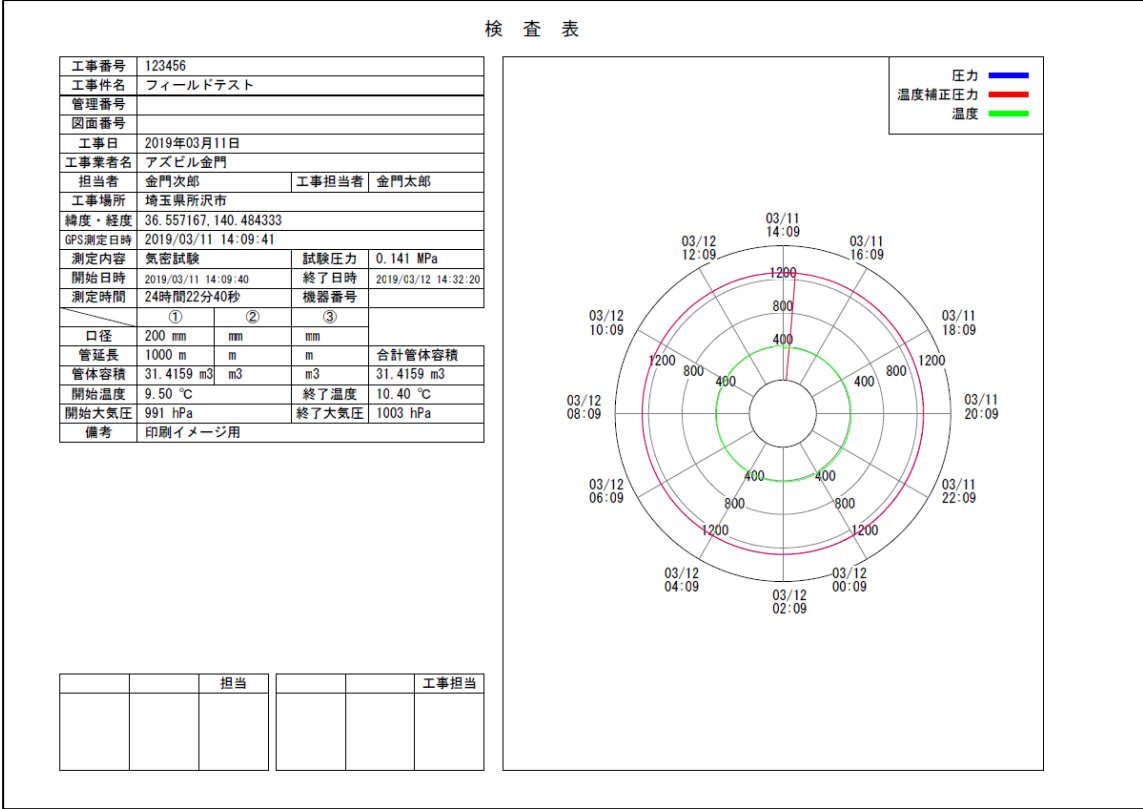 検 査 表
工事番号 123456
工事件名 フィールドテスト
管理番号
図面番号
工事日 2019年03月11日
工事業者名 アズビル金門
担当者 金門次郎 工事担当者 金門太郎
工事場所 埼玉県所沢市
緯度・経度 36.557167,140.484333
GPS測定日時 2019/03/11 14:09:41
測定内容 気密試験 試験圧力 0.141 MPa
開始日時 2019/03/11 14:09:40 終了日時 2019/03/12 14:32:20
測定時間 24時間22分40秒 機器番号
① ② ③
口径 200 mm mm mm
管延長 1000 m m m 合計管体容積
管体容積 31.4159 m3 m3 m3 31.4159 m3
開始温度 9.50 ℃ 終了温度 10.40 ℃
開始大気圧 991 hPa 終了大気圧 1003 hPa
備考 印刷イメージ用
担当 工事担当
圧力
温度補正圧力
温度
03/11
14:09
03/11
16:09
03/11
18:09
03/11
20:09
03/11
22:09
03/12
00:09
03/12
02:09
03/12
04:09
03/12
06:09
03/12
08:09
03/12
10:09
03/12
12:09
1200
800
400
1200
800
400
400
800
1200
400
800
1200
400
800
1200